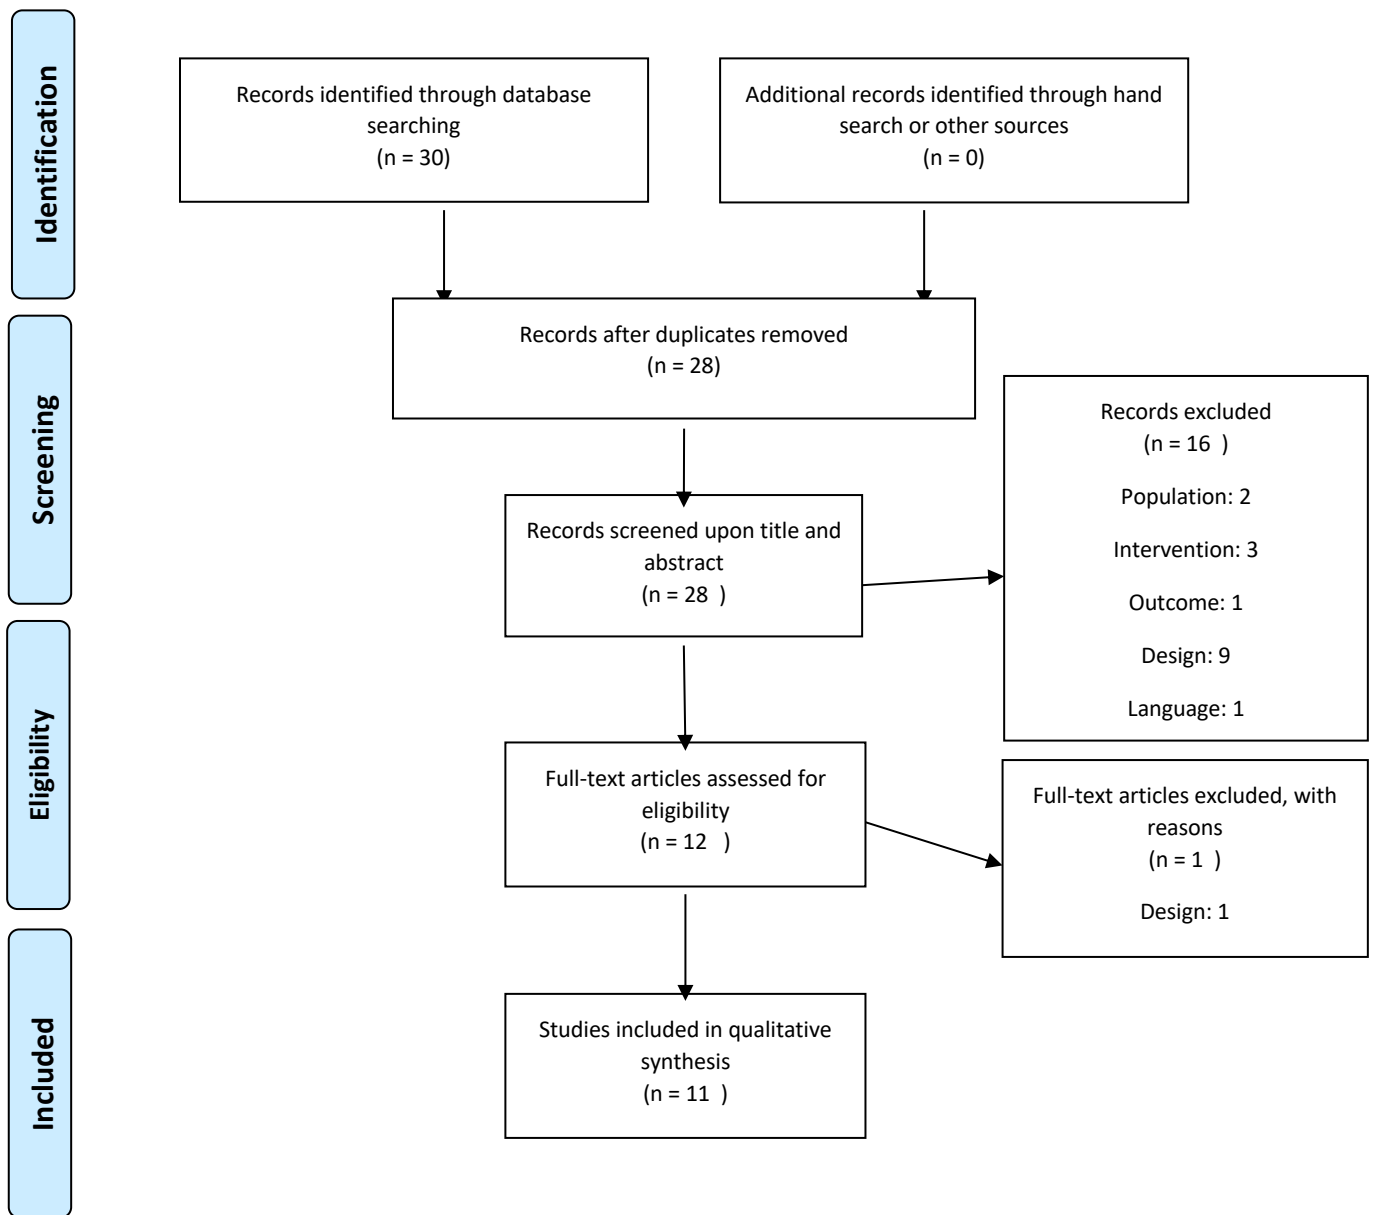 Identification
Records identified through database
searching
(n = 30)
Additional records identified through hand
search or other sources
(n = 0)
Screening
Records after duplicates removed
(n = 28)
Records screened upon title and
abstract
(n = 28  )
Records excluded
(n = 16  )
Population: 2
Intervention: 3
Outcome: 1
Design: 9
Language: 1
Eligibility
Full-text articles assessed for
eligibility
(n = 12   )
Full-text articles excluded, with
reasons
(n = 1  )
Design: 1
Included
Studies included in qualitative
synthesis
(n = 11   )